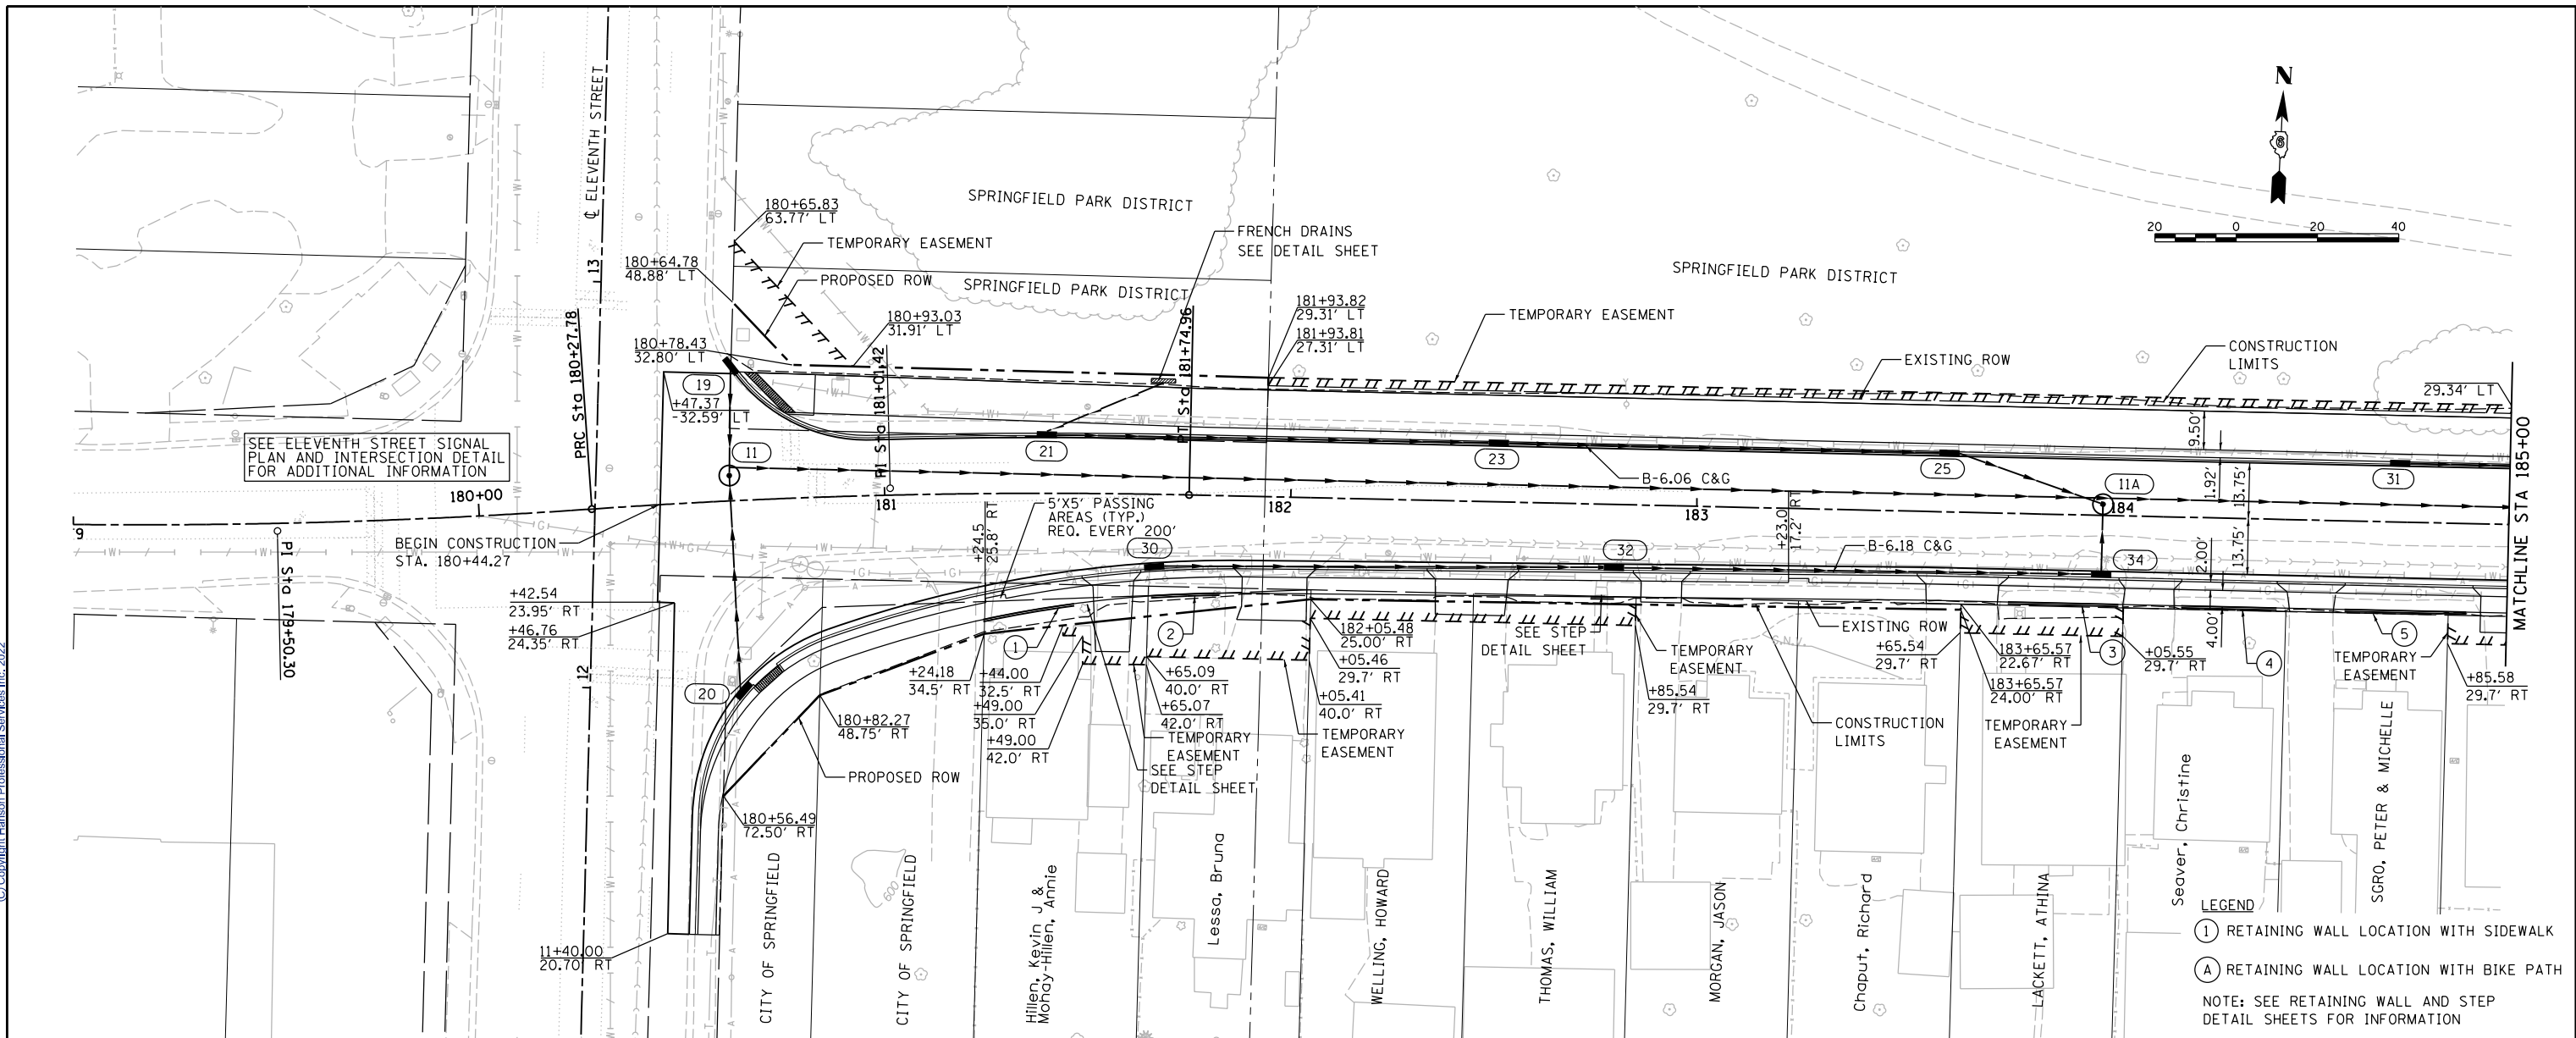 N
6
20 0 20 40
℄ ELEVENTH STREET
13
SPRINGFIELD PARK DISTRICT
180+65.83
63.77' LT
TEMPORARY EASEMENT
FRENCH DRAINS
SEE DETAIL SHEET
180+64.78
48.88' LT
PROPOSED ROW
SPRINGFIELD PARK DISTRICT
SPRINGFIELD PARK DISTRICT
180+93.03
31.91' LT
181+93.82
29.31' LT
181+93.81
27.31' LT
TEMPORARY EASEMENT
EXISTING ROW
CONSTRUCTION
LIMITS
180+78.43
32.80' LT
29.34' LT
PRC Sta 180+27.78
PI Sta 181+01.42
PT Sta 181+74.96
19
+47.37
-32.59' LT
SEE ELEVENTH STREET SIGNAL
PLAN AND INTERSECTION DETAIL
FOR ADDITIONAL INFORMATION
11
21
23
25
31
11A
B-6.06 C&G
9.50'
1.92'
13.75'
13.75'
2.00'
4.00'
MATCHLINE STA 185+00
9
180+00
181
182
183
184
BEGIN CONSTRUCTION
STA. 180+44.27
PI Sta 179+50.30
+24.5
25.8' RT
5'X5' PASSING
AREAS (TYP.)
REQ. EVERY 200'
+23.0
17.2' RT
30
32
34
B-6.18 C&G
+42.54
23.95' RT
+46.76
24.35' RT
12
20
1
2
3
4
5
+24.18
34.5' RT
+44.00
32.5' RT
+49.00
35.0' RT
+49.00
42.0' RT
+65.09
40.0' RT
+65.07
42.0' RT
TEMPORARY
EASEMENT
SEE STEP
DETAIL SHEET
182+05.48
25.00' RT
+05.46
29.7' RT
+05.41
40.0' RT
TEMPORARY
EASEMENT
SEE STEP
DETAIL SHEET
TEMPORARY
EASEMENT
+85.54
29.7' RT
EXISTING ROW
CONSTRUCTION
LIMITS
+65.54
29.7' RT
183+65.57
22.67' RT
183+65.57
24.00' RT
TEMPORARY
EASEMENT
+05.55
29.7' RT
TEMPORARY
EASEMENT
+85.58
29.7' RT
180+82.27
48.75' RT
PROPOSED ROW
180+56.49
72.50' RT
11+40.00
20.70' RT
600
CITY OF SPRINGFIELD
CITY OF SPRINGFIELD
Hillen, Kevin J &
Mohay-Hillen, Annie
Lessa, Bruna
WELLING, HOWARD
THOMAS, WILLIAM
MORGAN, JASON
Chaput, Richard
LACKETT, ATHINA
Seaver, Christine
SGRO, PETER & MICHELLE
LEGEND
1 RETAINING WALL LOCATION WITH SIDEWALK
A RETAINING WALL LOCATION WITH BIKE PATH
NOTE: SEE RETAINING WALL AND STEP
DETAIL SHEETS FOR INFORMATION
(C) Copyright Hanson Professional Services Inc. 2022